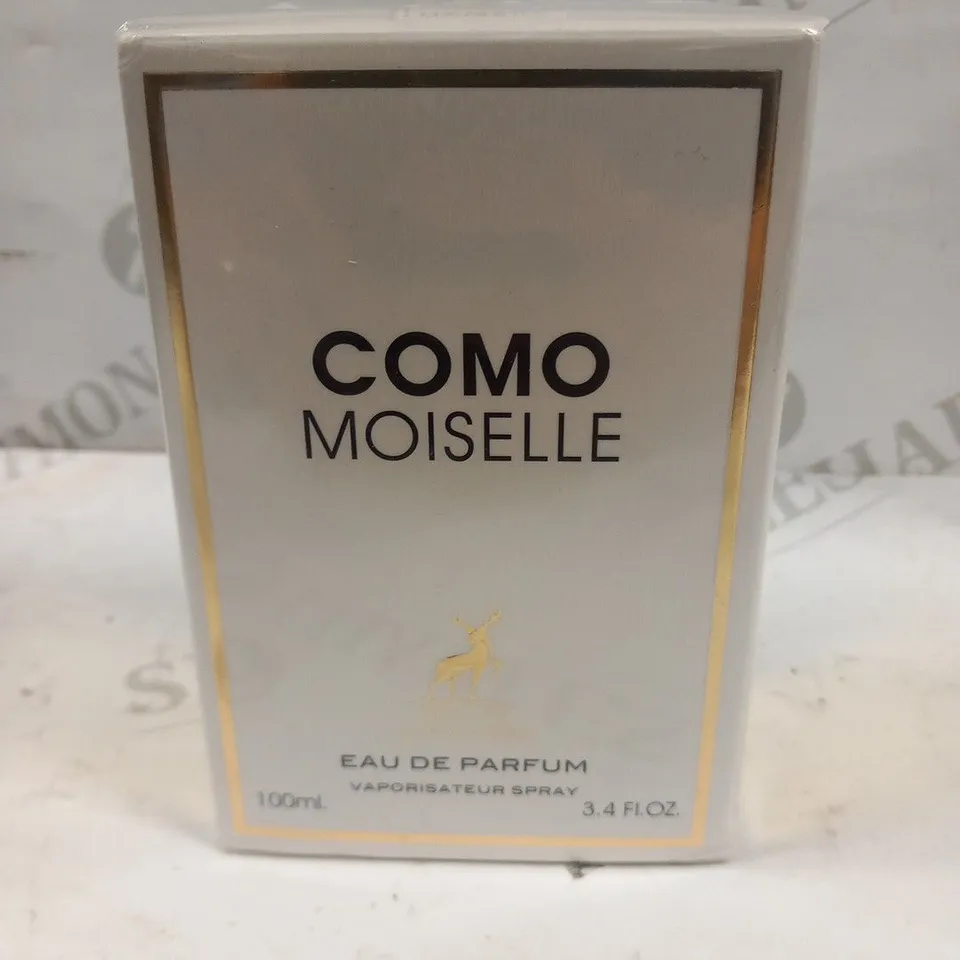 COMO
MOISELLE
EAU DE PARFUM
VAPORISATEUR SPRAY
100ml.
3.4 Fl.OZ.